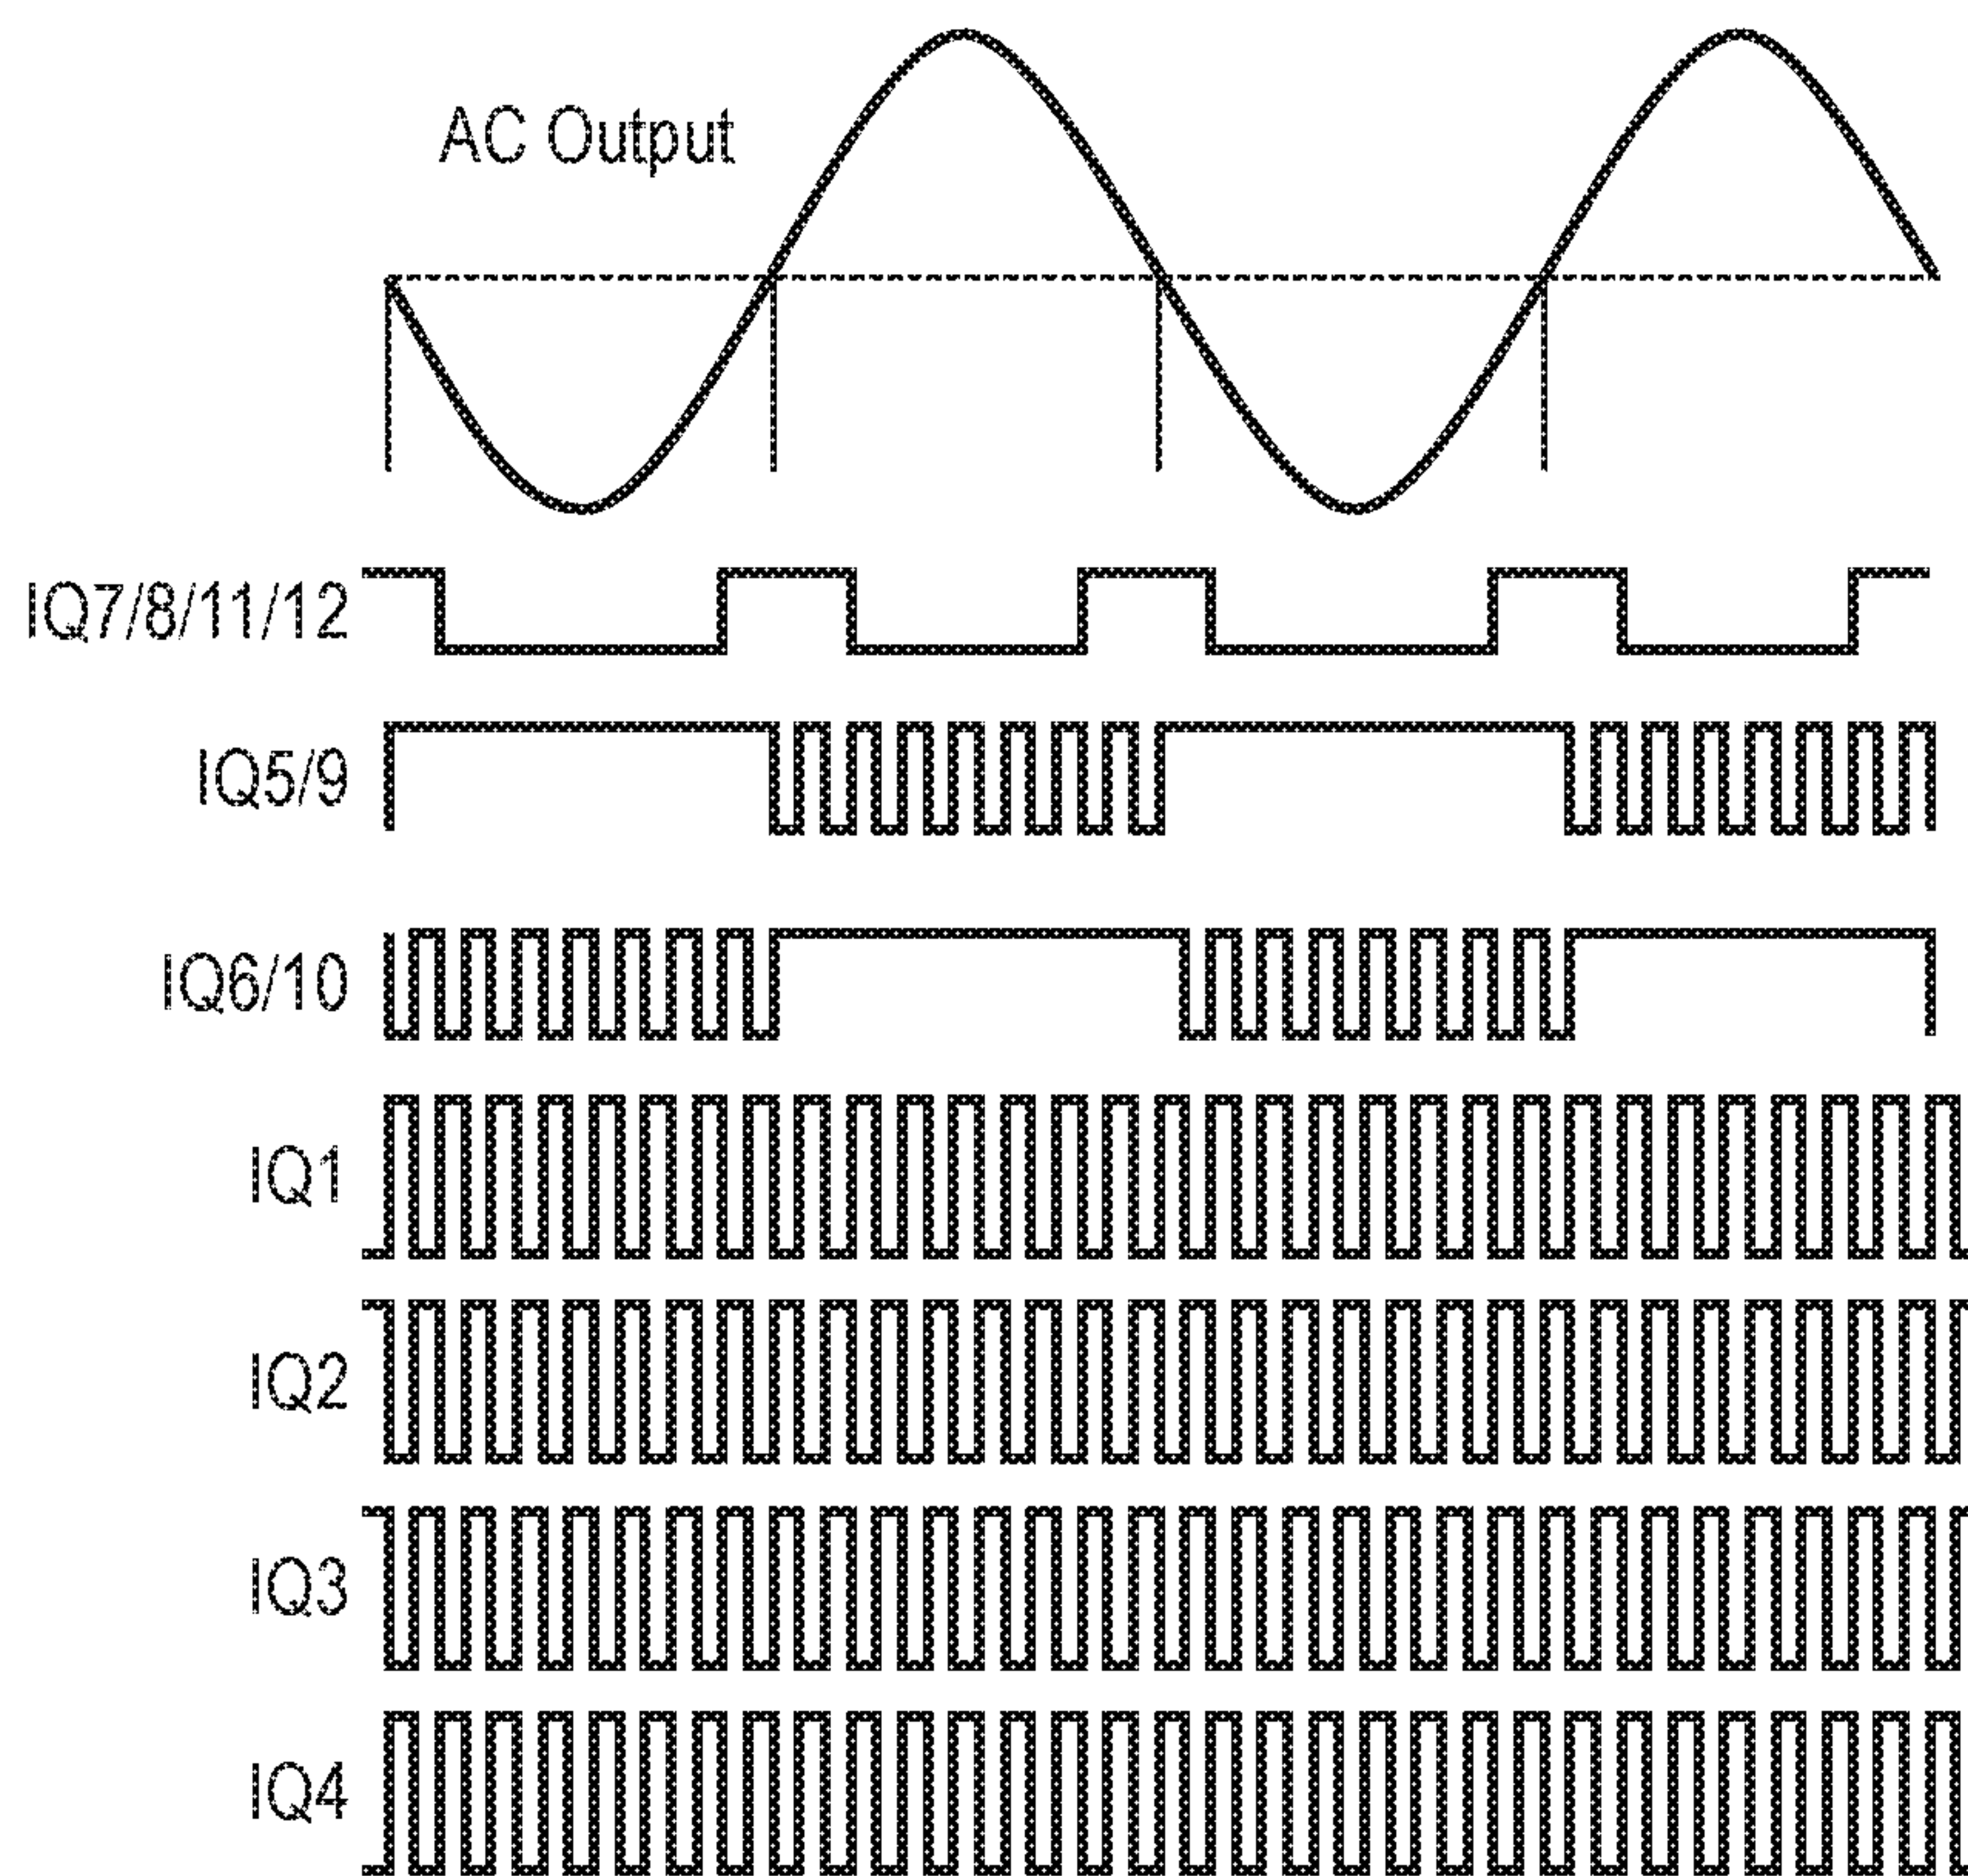 AC Output
IQ7/8/11/12
IQ5/9
IQ6/10
IQ1
IQ2
IQ3
IQ4